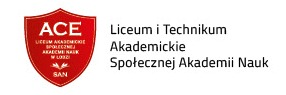 ACE
LICEUM AKADEMICKIE
SPOŁECZNEJ
AKADEMII NAUK
W ŁODZI
SAN
Liceum i Technikum
Akademickie
Społecznej Akademii Nauk